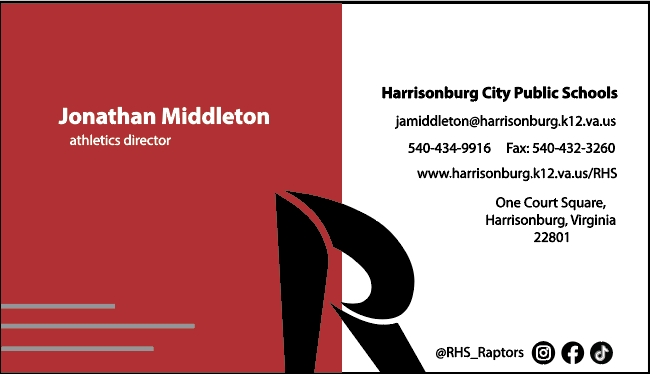 Jonathan Middleton
athletics director
Harrisonburg City Public Schools
jamiddleton@harrisonburg.k12.va.us
540-434-9916 Fax: 540-432-3260
www.harrisonburg.k12.va.us/RHS
One Court Square,
Harrisonburg, Virginia
22801
R
@RHS_Raptors